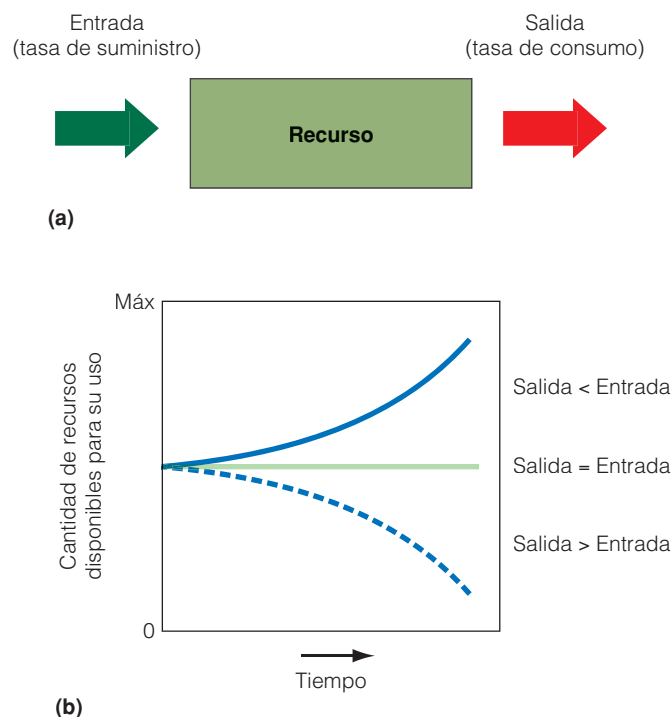 Entrada
(tasa de suministro)
Salida
(tasa de consumo)
Recurso
(a)
Máx
Cantidad de recursos
disponibles para su uso
0
Salida < Entrada
Salida = Entrada
Salida > Entrada
Tiempo
(b)